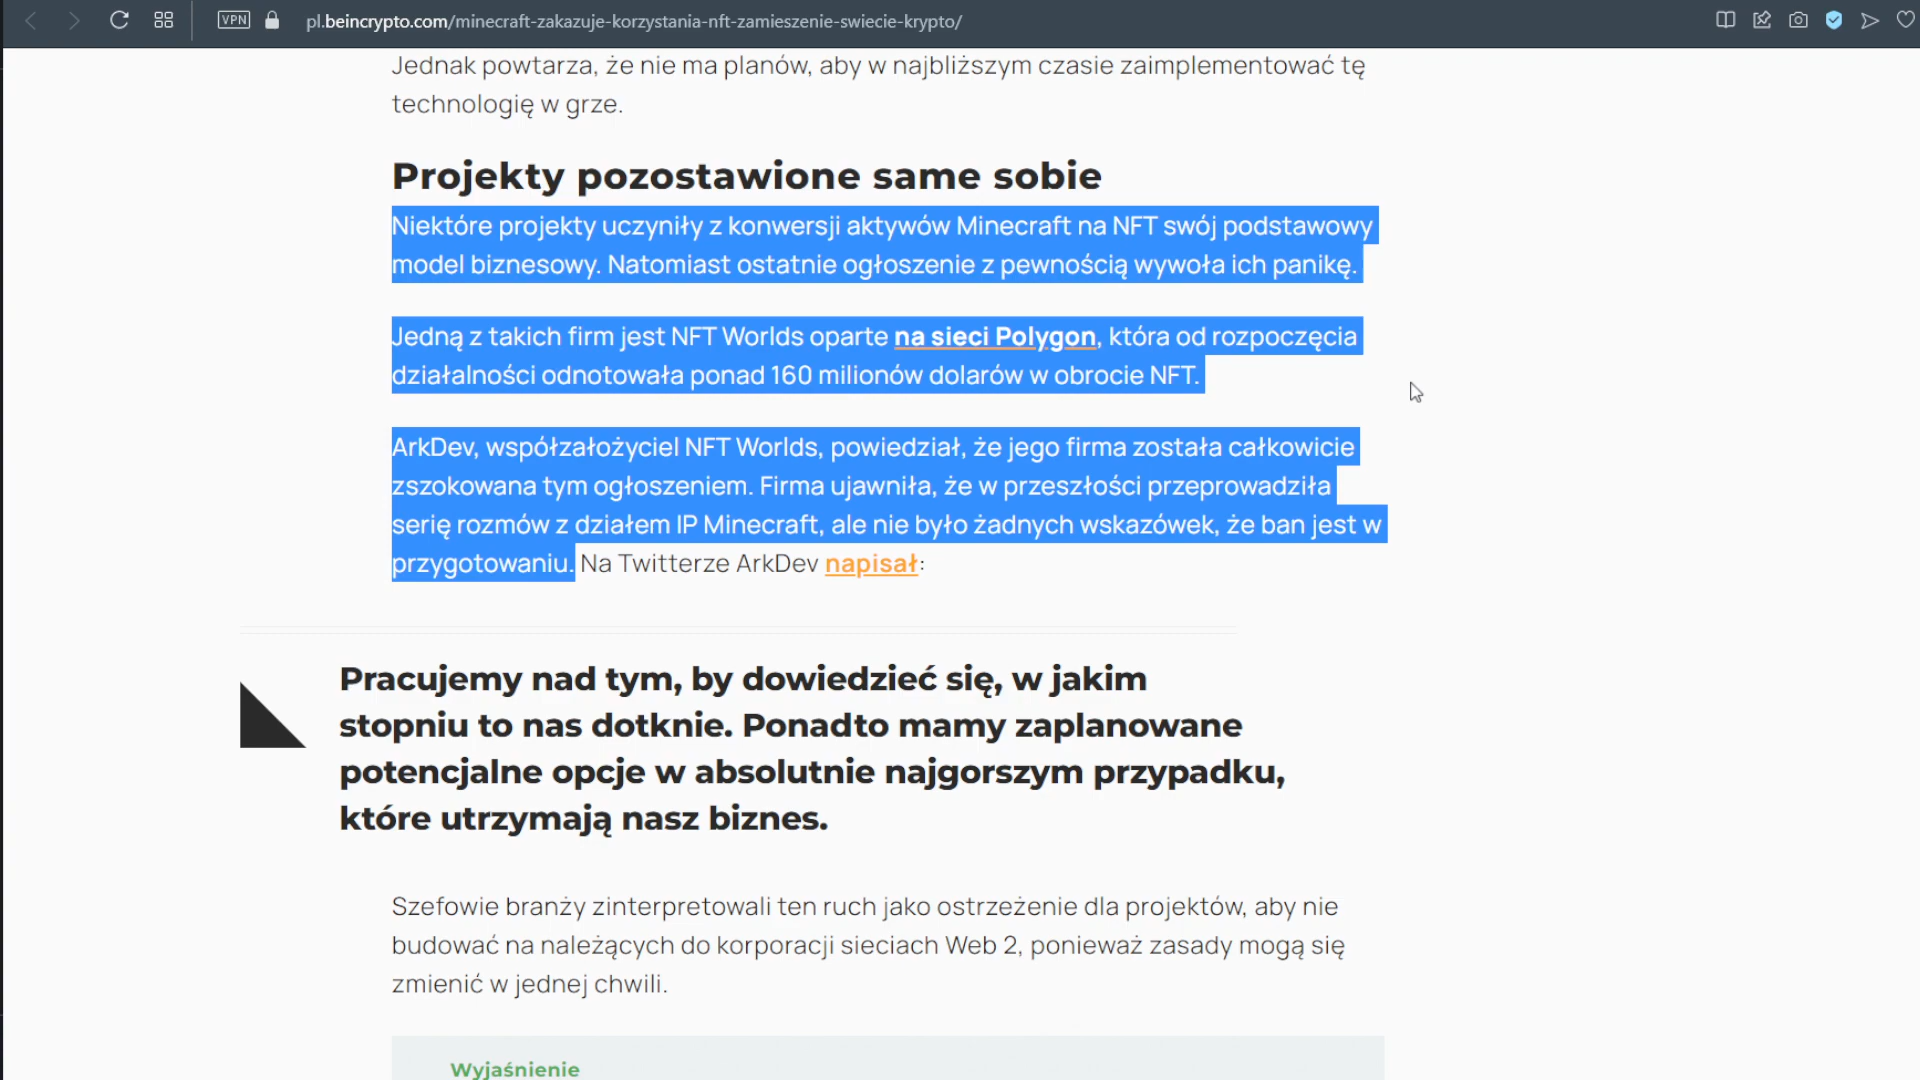 VPN
pl.beincrypto.com/minecraft-zakazuje-korzystania-nft-zamieszenie-swiecie-krypto/
Jednak powtarza, że nie ma planów, aby w najbliższym czasie zaimplementować tę
technologię w grze.
Projekty pozostawione same sobie
Niektóre projekty uczyniły z konwersji aktywów Minecraft na NFT swój podstawowy
model biznesowy. Natomiast ostatnie ogłoszenie z pewnością wywoła ich panikę.
Jedną z takich firm jest NFT Worlds oparte na sieci Polygon, która od rozpoczęcia
działalności odnotowała ponad 160 milionów dolarów w obrocie NFT.
ArkDev, współzałożyciel NFT Worlds, powiedział, że jego firma została całkowicie
zszokowana tym ogłoszeniem. Firma ujawniła, że w przeszłości przeprowadziła
serię rozmów z działem IP Minecraft, ale nie było żadnych wskazówek, że ban jest w
przygotowaniu. Na Twitterze ArkDev napisał:
Pracujemy nad tym, by dowiedzieć się, w jakim
stopniu to nas dotknie. Ponadto mamy zaplanowane
potencjalne opcje w absolutnie najgorszym przypadku,
które utrzymają nasz biznes.
Szefowie branży zinterpretowali ten ruch jako ostrzeżenie dla projektów, aby nie
budować na należących do korporacji sieciach Web 2, ponieważ zasady mogą się
zmienić w jednej chwili.
Wyjaśnienie